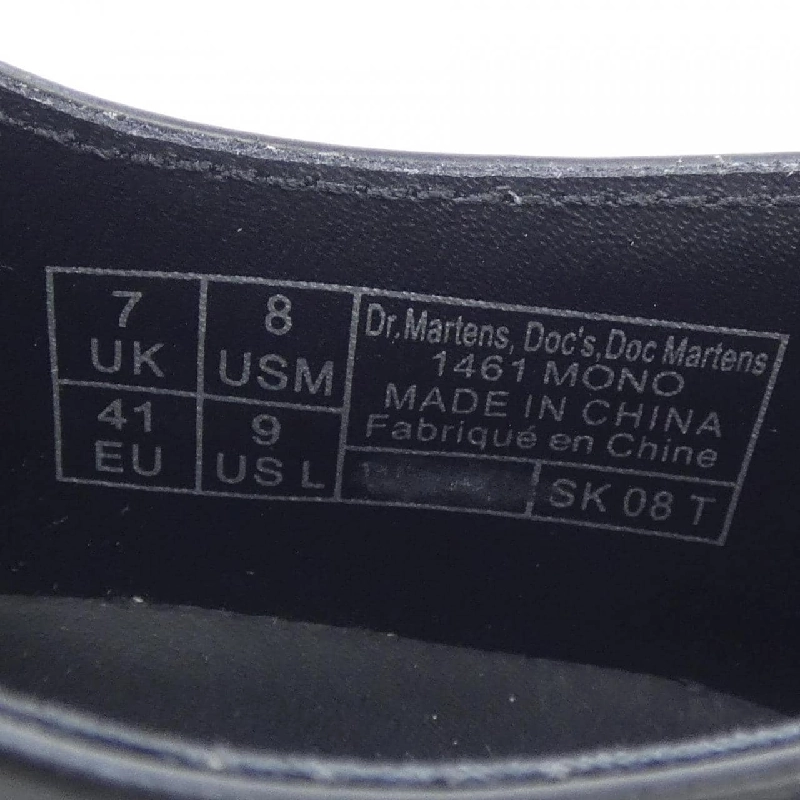 7
UK
8
USM
41
EU
9
US L
Dr.Martens, Doc's, Doc Martens
1461 MONO
MADE IN CHINA
Fabriqué en Chine
SK 08 T